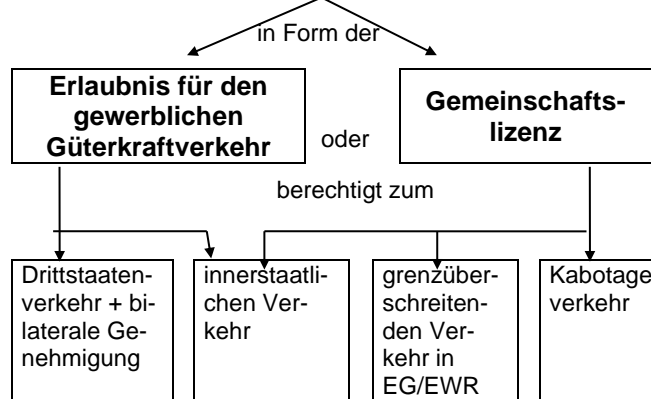 in Form der
Erlaubnis für den
gewerblichen
Güterkraftverkehr
oder
Gemeinschafts-
lizenz
berechtigt zum
Drittstaaten-
verkehr + bi-
laterale Ge-
nehmigung
innerstaatli-
chen Ver-
kehr
grenzüber-
schreiten-
den Ver-
kehr in
EG/EWR
Kabotage
verkehr